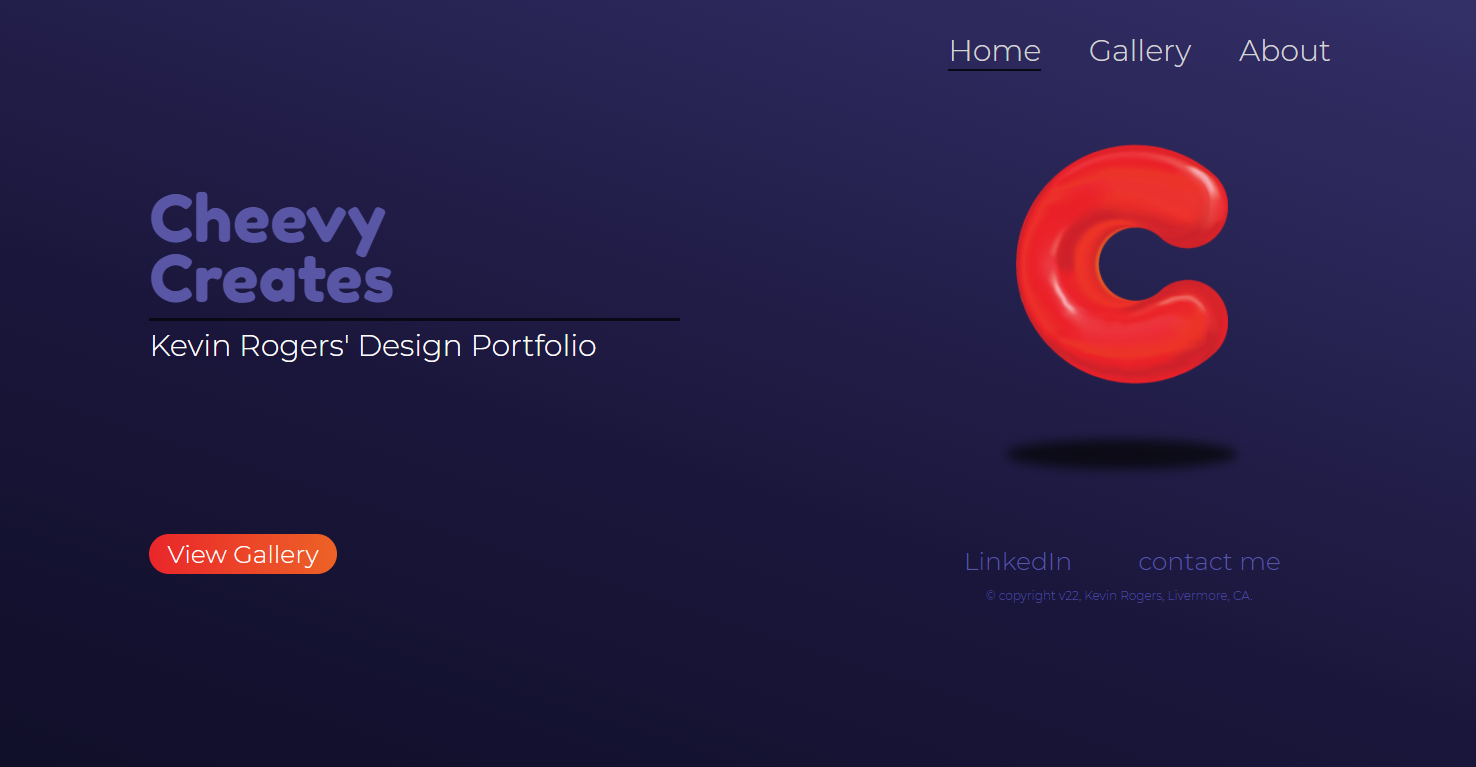 Home Gallery About
Cheevy
Creates
Kevin Rogers' Design Portfolio
C
View Gallery
LinkedIn contact me
© copyright v22, Kevin Rogers, Livermore, CA.